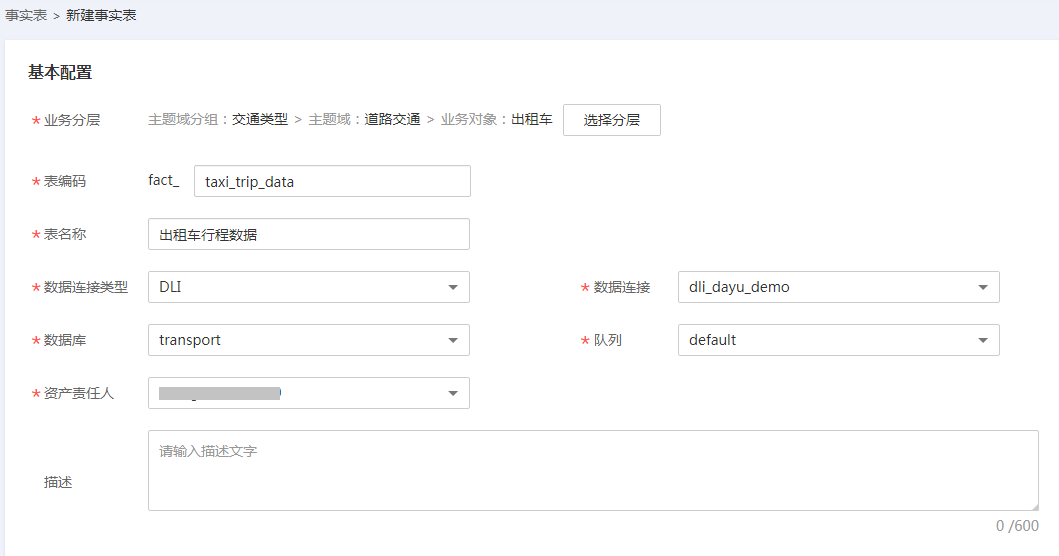 事实表 > 新建事实表
基本配置
* 业务分层 主题域分组：交通类型 > 主题域：道路交通 > 业务对象：出租车 选择分层
* 表编码 fact_ taxi_trip_data
* 表名称 出租车行程数据
* 数据连接类型 DLI * 数据连接 dli_dayu_demo
* 数据库 transport * 队列 default
* 资产责任人
描述 请输入描述文字
0 /600